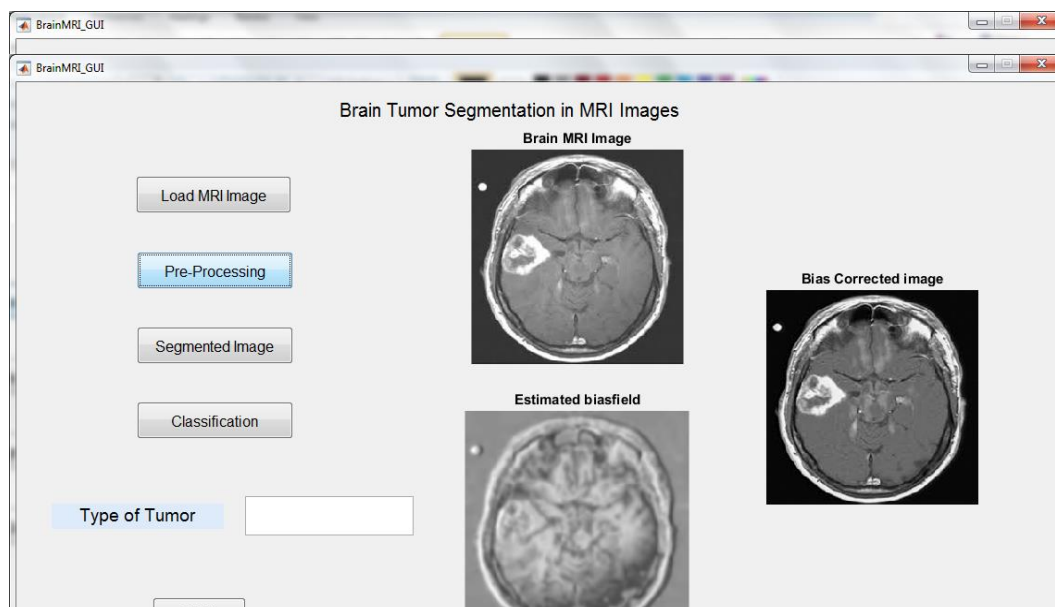 BrainMRI_GUI
BrainMRI_GUI
Brain Tumor Segmentation in MRI Images
Brain MRI Image
Load MRI Image
Pre-Processing
Bias Corrected image
Segmented Image
Estimated biasfield
Classification
Type of Tumor